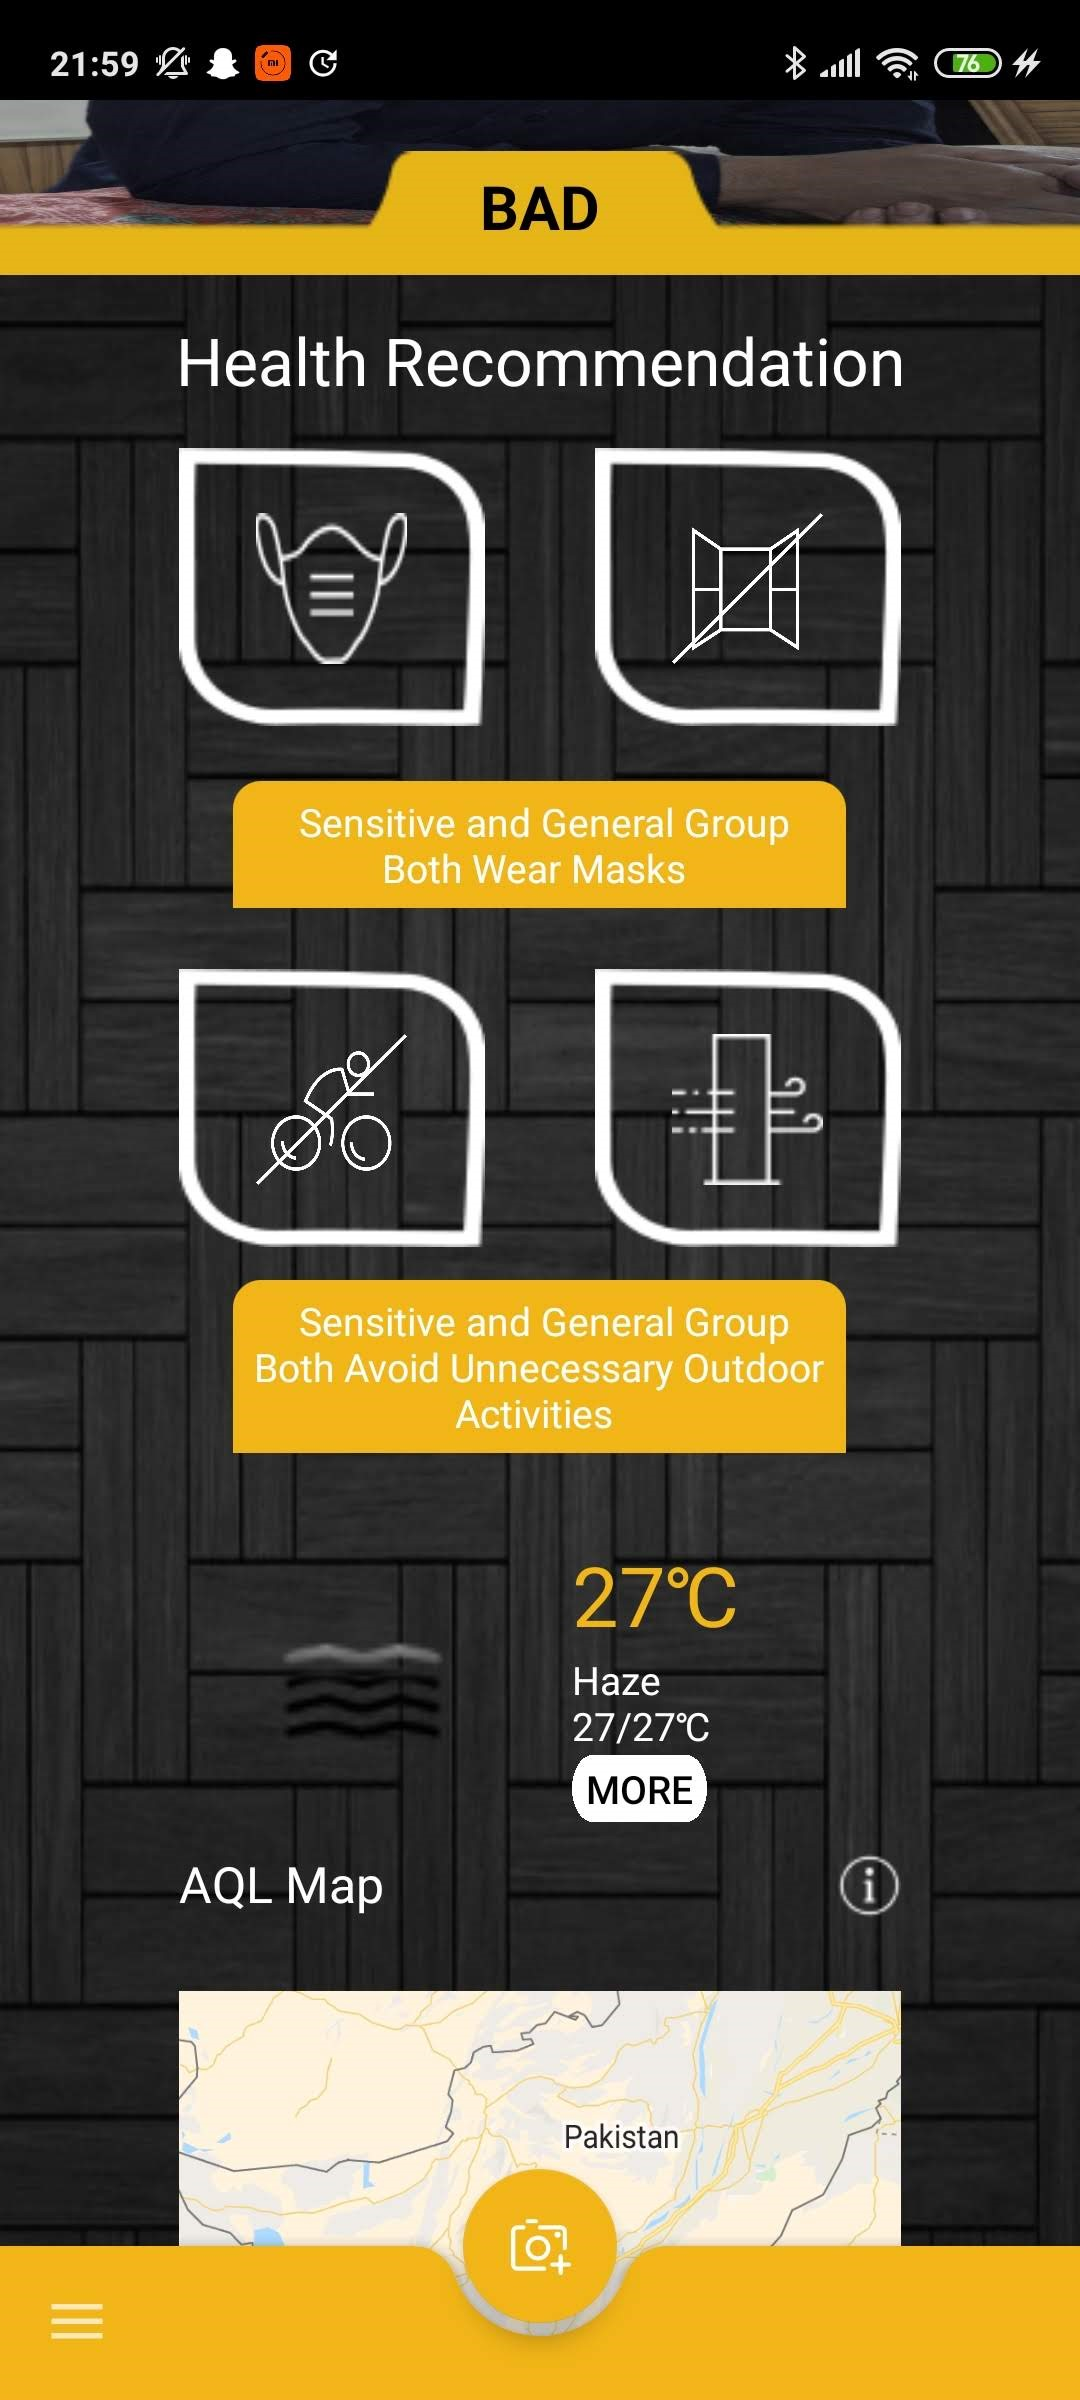 21:59
76
BAD
Health Recommendation
Sensitive and General Group
Both Wear Masks
Sensitive and General Group
Both Avoid Unnecessary Outdoor
Activities
27℃
Haze
27/27℃
MORE
AQL Map
Pakistan